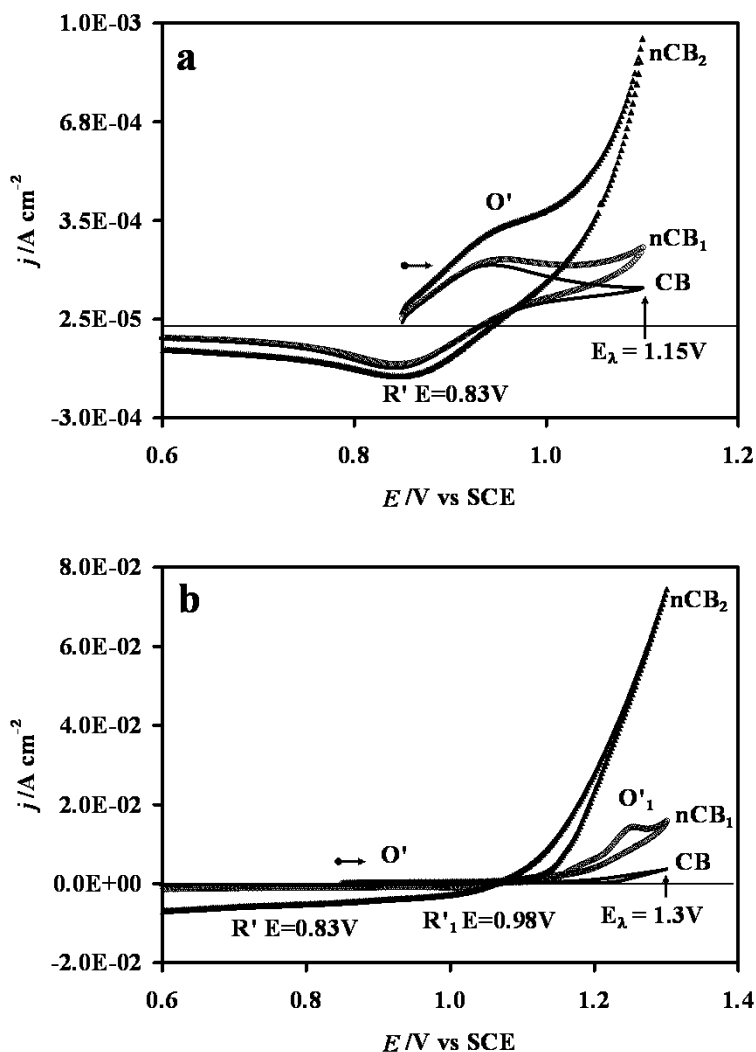 a
1.0E-03
6.8E-04
3.5E-04
2.5E-05
-3.0E-04
j /A cm⁻²
nCB₂
O'
nCB₁
CB
E_λ = 1.15V
R' E=0.83V
0.6 0.8 1.0 1.2
E /V vs SCE
b
8.0E-02
6.0E-02
4.0E-02
2.0E-02
0.0E+00
-2.0E-02
j /A cm⁻²
nCB₂
O'₁
nCB₁
O'
CB
R' E=0.83V R'₁ E=0.98V E_λ = 1.3V
0.6 0.8 1.0 1.2 1.4
E /V vs SCE